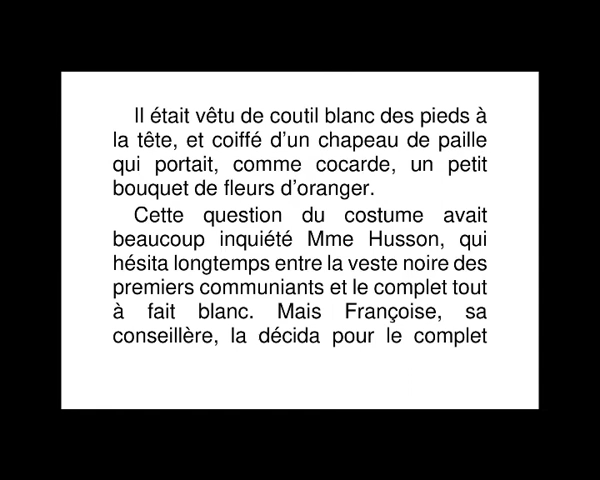 Il était vêtu de coutil blanc des pieds à
la tête, et coiffé d'un chapeau de paille
qui portait, comme cocarde, un petit
bouquet de fleurs d'oranger.
Cette question du costume avait
beaucoup inquiété Mme Husson, qui
hésita longtemps entre la veste noire des
premiers communiants et le complet tout
à fait blanc. Mais Françoise, sa
conseillère, la décida pour le complet